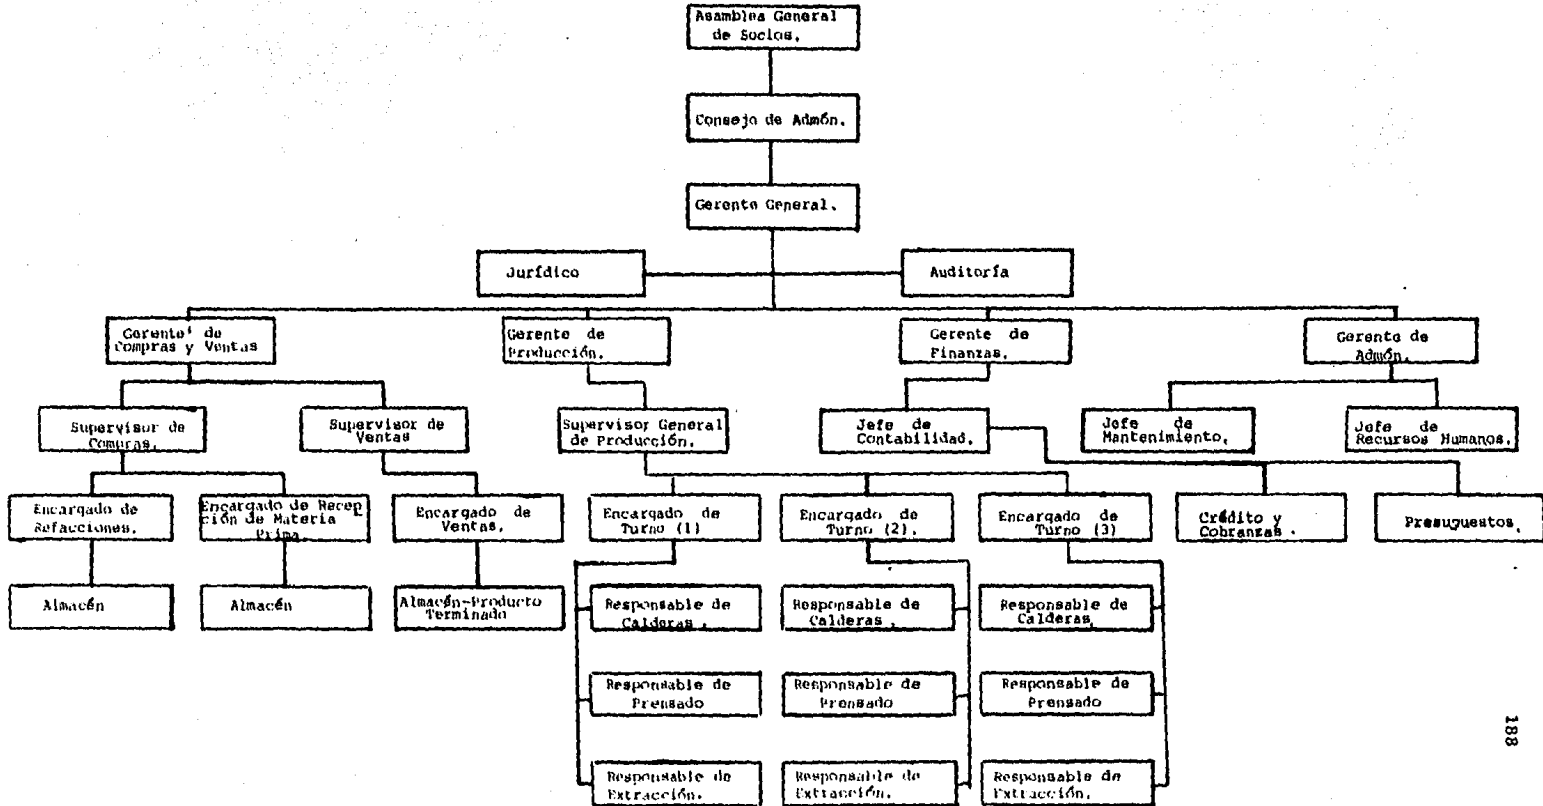 Asamblea General
de Socios.
Consejo de Admón.
Gerente General.
Jurídico
Auditoría
Gerente de
Compras y Ventas
Gerente de
Producción.
Gerente de
Finanzas.
Gerente de
Admón.
Supervisor de
Compras.
Supervisor de
Ventas
Supervisor General
de Producción.
Jefe de
Contabilidad.
Jefe de
Mantenimiento.
Jefe de
Recursos Humanos.
Encargado de
Refacciones.
Encargado de Recep
ción de Materia
Prima.
Encargado de
Ventas.
Encargado de
Turno (1)
Encargado de
Turno (2).
Encargado de
Turno (3)
Crédito y
Cobranzas .
Presupuestos.
Almacén
Almacén
Almacén-Producto
Terminado
Responsable de
Calderas .
Responsable de
Calderas .
Responsable de
Calderas.
Responsable de
Prensado
Responsable de
Prensado
Responsable de
Prensado
Responsable de
Extracción.
Responsable de
Extracción.
Responsable de
Extracción.
188